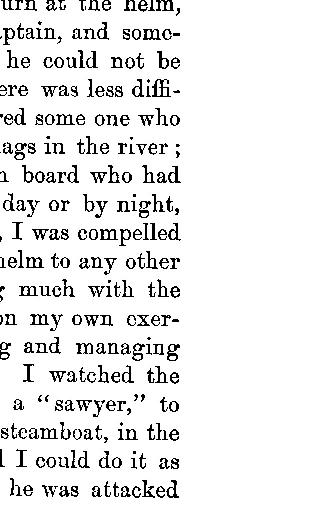 urn at the helm,
ptain, and some-
he could not be
ere was less diffi-
red some one who
ags in the river;
board who had
day or by night,
, I was compelled
helm to any other
much with the
on my own exer-
g and managing
I watched the
a "sawyer," to
steamboat, in the
I could do it as
he was attacked